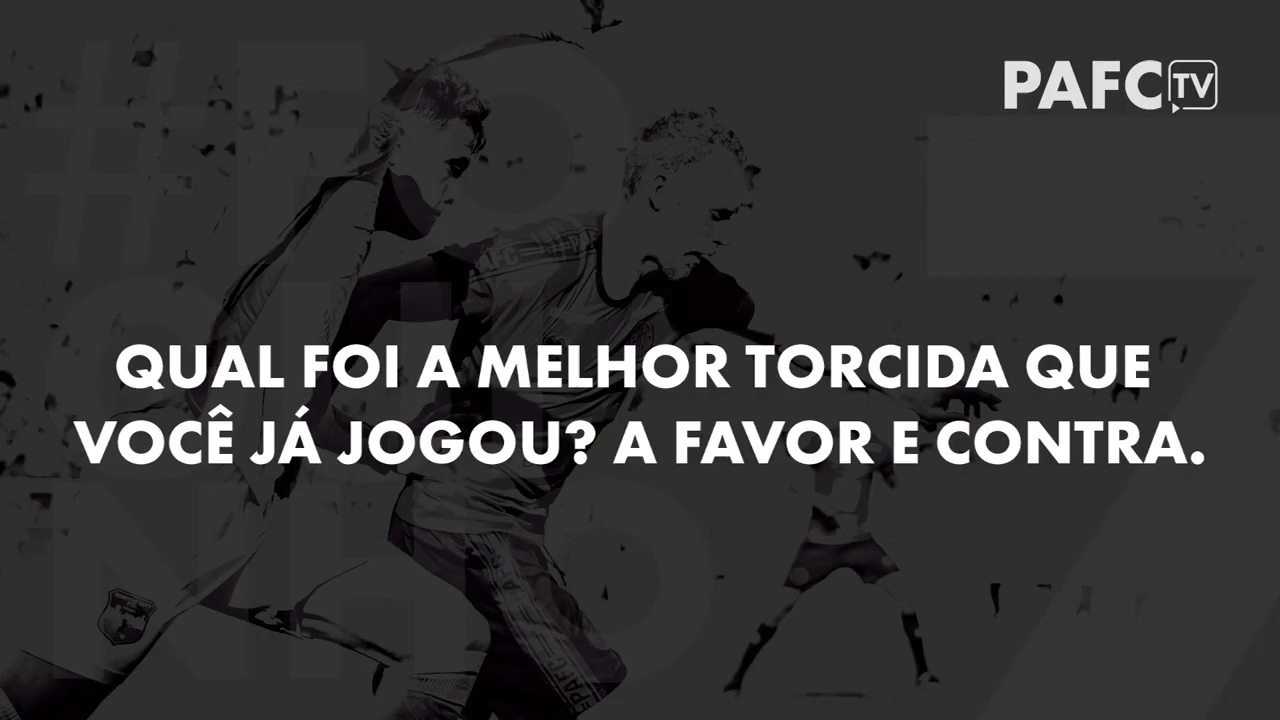 PAFC TV
QUAL FOI A MELHOR TORCIDA QUE
VOCÊ JÁ JOGOU? A FAVOR E CONTRA.